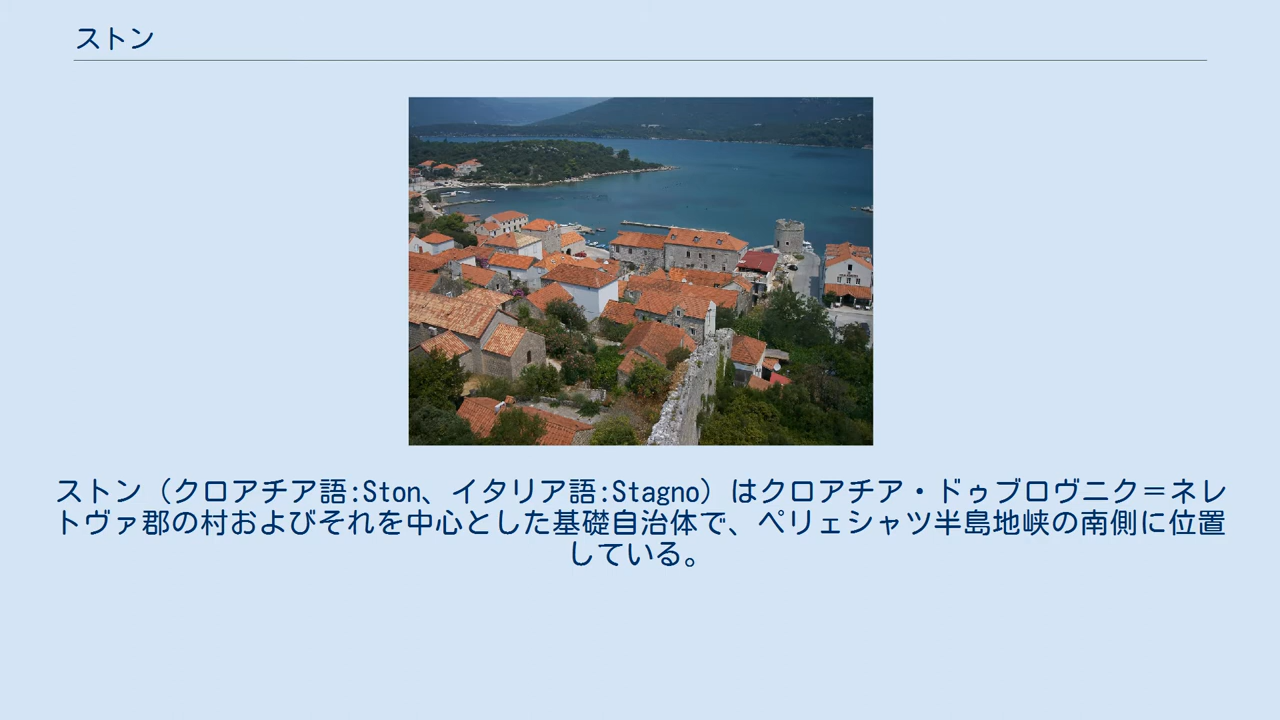 ストン
ストン（クロアチア語:Ston、イタリア語:Stagno）はクロアチア・ドゥブロヴニク＝ネレ
トヴァ郡の村およびそれを中心とした基礎自治体で、ペリェシャツ半島地峡の南側に位置
している。